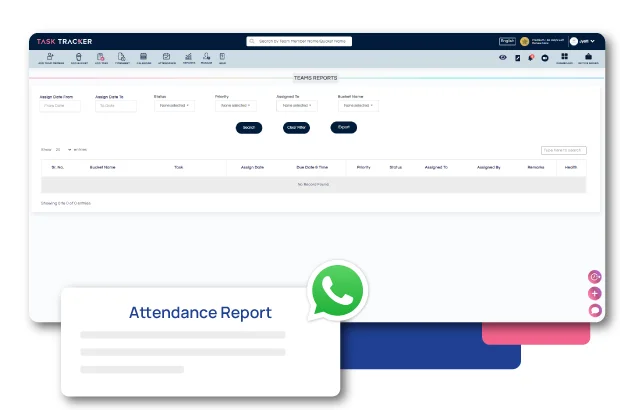 TASK TRACKER
Search by Team Member Name/Bucket Name
English
TEAMS REPORTS
Assign Date From
Assign Date To
Status
Priority
Assigned To
Bucket Name
From Date
To Date
None selected
None selected
None selected
None selected
Search
Clear Filter
Export
Show 25 entries
Type here to search
Sr. No.
Bucket Name
Task
Assign Date
Due Date & Time
Priority
Status
Assigned To
Assigned By
Remarks
Health
No Record Found
Showing 0 to 0 of 0 entries
Attendance Report